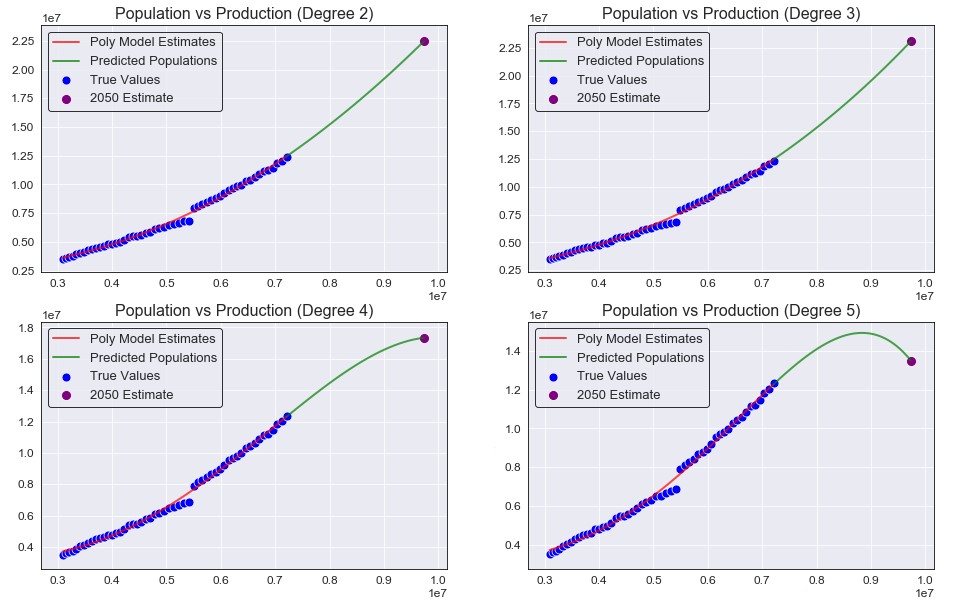 Population vs Production (Degree 2)
1e7
Poly Model Estimates
Predicted Populations
True Values
2050 Estimate
2.25
2.00
1.75
1.50
1.25
1.00
0.75
0.50
0.25
0.3 0.4 0.5 0.6 0.7 0.8 0.9 1.0
1e7
Population vs Production (Degree 3)
1e7
Poly Model Estimates
Predicted Populations
True Values
2050 Estimate
2.25
2.00
1.75
1.50
1.25
1.00
0.75
0.50
0.25
0.3 0.4 0.5 0.6 0.7 0.8 0.9 1.0
1e7
Population vs Production (Degree 4)
1e7
Poly Model Estimates
Predicted Populations
True Values
2050 Estimate
1.8
1.6
1.4
1.2
1.0
0.8
0.6
0.4
0.3 0.4 0.5 0.6 0.7 0.8 0.9 1.0
1e7
Population vs Production (Degree 5)
1e7
Poly Model Estimates
Predicted Populations
True Values
2050 Estimate
1.4
1.2
1.0
0.8
0.6
0.4
0.3 0.4 0.5 0.6 0.7 0.8 0.9 1.0
1e7